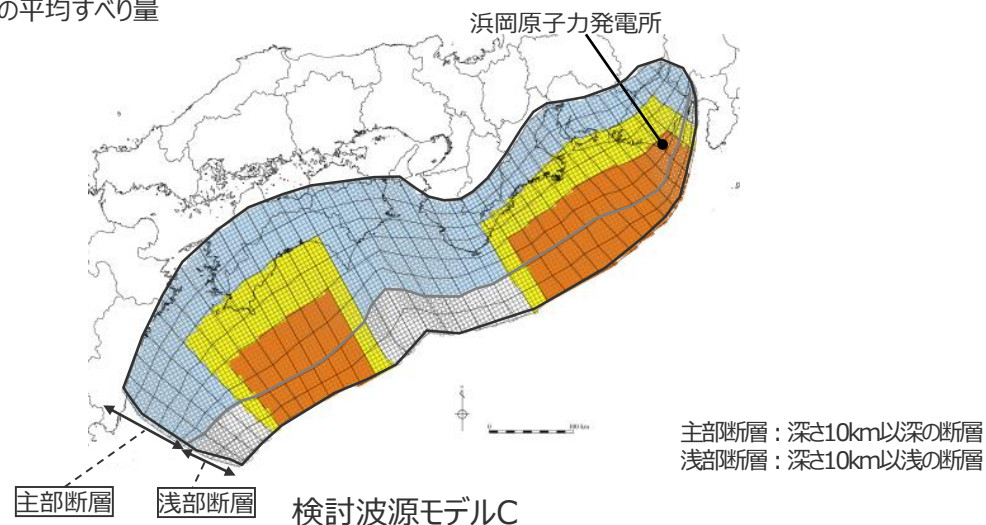 の平均すべり量
浜岡原子力発電所
0 100 km
主部断層：深さ10km以深の断層
浅部断層：深さ10km以浅の断層
主部断層
浅部断層
検討波源モデルC